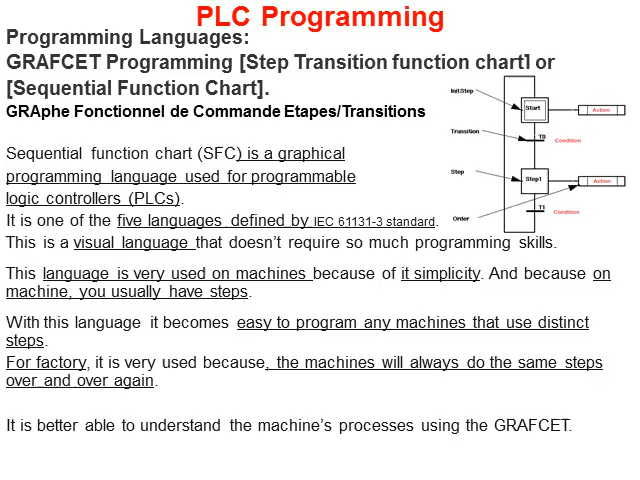 PLC Programming
Programming Languages:
GRAFCET Programming [Step Transition function chart] or
[Sequential Function Chart].
GRAphe Fonctionnel de Commande Etapes/Transitions
Init.Step
Start
Action
Transition
T0
Condition
Step
Step1
Action
Order
T1
Condition
Sequential function chart (SFC) is a graphical
programming language used for programmable
logic controllers (PLCs).
It is one of the five languages defined by IEC 61131-3 standard.
This is a visual language that doesn't require so much programming skills.
This language is very used on machines because of it simplicity. And because on
machine, you usually have steps.
With this language it becomes easy to program any machines that use distinct
steps.
For factory, it is very used because, the machines will always do the same steps
over and over again.
It is better able to understand the machine's processes using the GRAFCET.